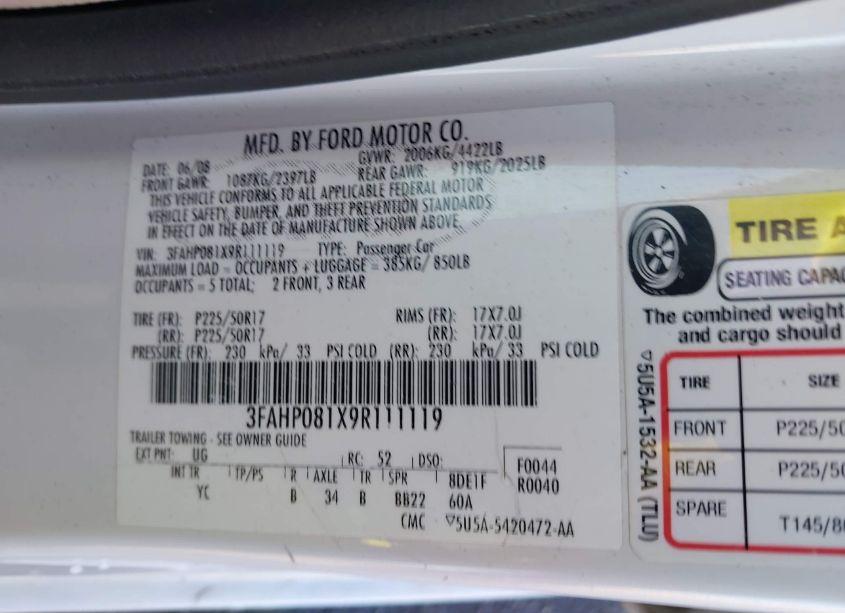 MFD. BY FORD MOTOR CO.
DATE: 06/08 GVWR: 2006KG/4422LB
FRONT GAWR: 1087KG/2397LB REAR GAWR: 919KG/2025LB
THIS VEHICLE CONFORMS TO ALL APPLICABLE FEDERAL MOTOR
VEHICLE SAFETY, BUMPER, AND THEFT PREVENTION STANDARDS
IN EFFECT ON THE DATE OF MANUFACTURE SHOWN ABOVE.
VIN: 3FAHP081X9R111119 TYPE: Passenger Car
MAXIMUM LOAD = OCCUPANTS + LUGGAGE = 385KG/ 850LB
OCCUPANTS = 5 TOTAL; 2 FRONT, 3 REAR
TIRE (FR): P225/50R17 RIMS (FR): 17X7.0J
(RR): P225/50R17 (RR): 17X7.0J
PRESSURE (FR): 230 kPa/ 33 PSI COLD (RR): 230 kPa/ 33 PSI COLD
3FAHP081X9R111119
TRAILER TOWING - SEE OWNER GUIDE
EXT PNT: UG RC: 52 DSO: F0044
INT TR TP/PS R AXLE TR SPR 8DE1F R0040
YC B 34 B BB22 60A
CMC ▽5U5A-5420472-AA
TIRE A
SEATING CAPA
The combined weight
and cargo should
TIRE SIZE
FRONT P225/50
REAR P225/50
SPARE T145/80
▽5U5A-1532-AA (TLU)